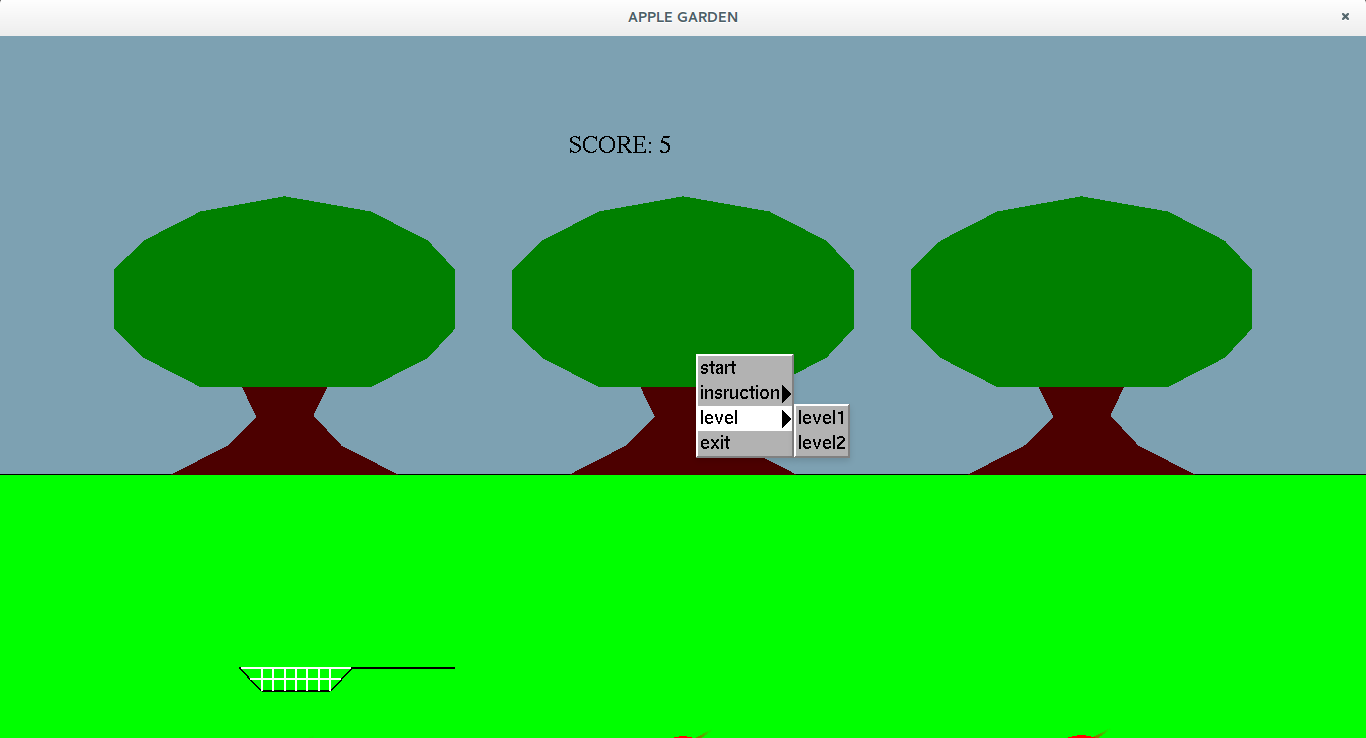 APPLE GARDEN
SCORE: 5
start
insruction
level
exit
level1
level2